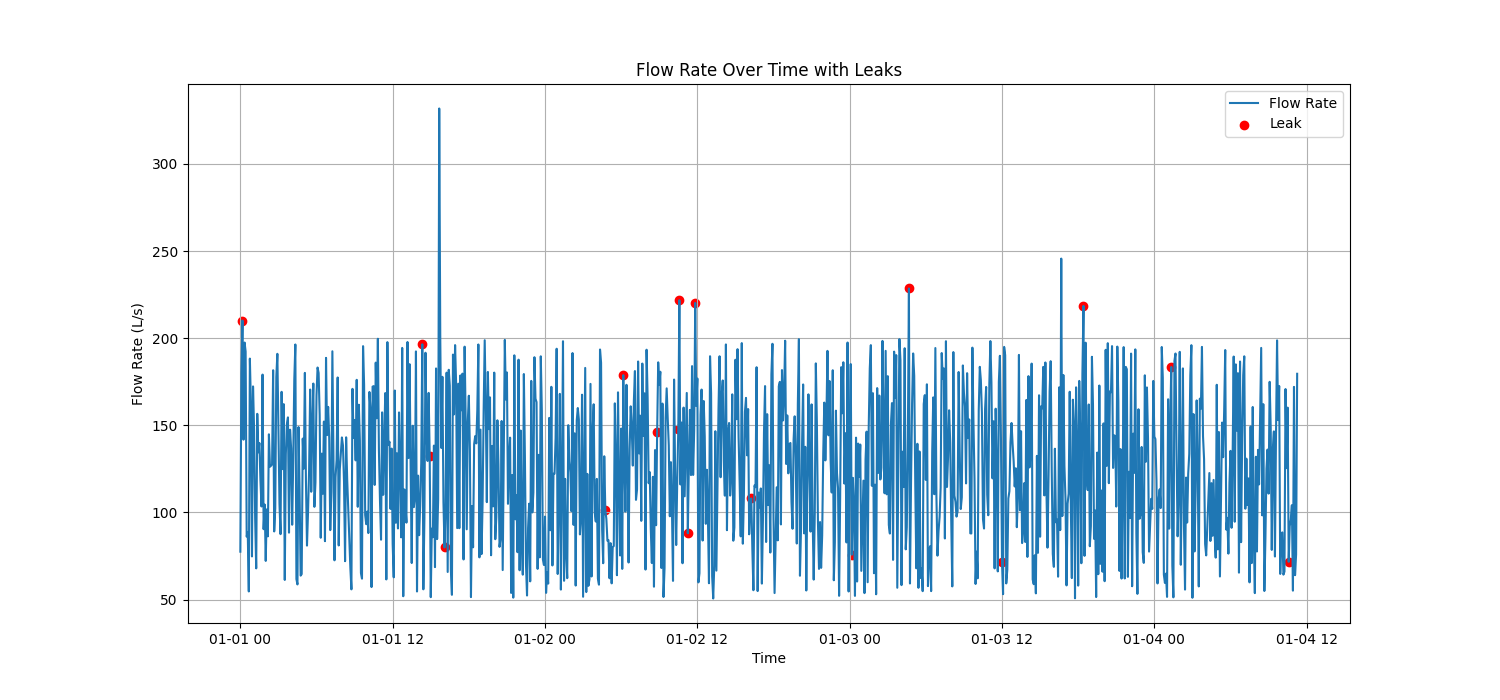 Flow Rate Over Time with Leaks
Flow Rate
Leak
Flow Rate (L/s)
300
250
200
150
100
50
01-01 00
01-01 12
01-02 00
01-02 12
01-03 00
01-03 12
01-04 00
01-04 12
Time